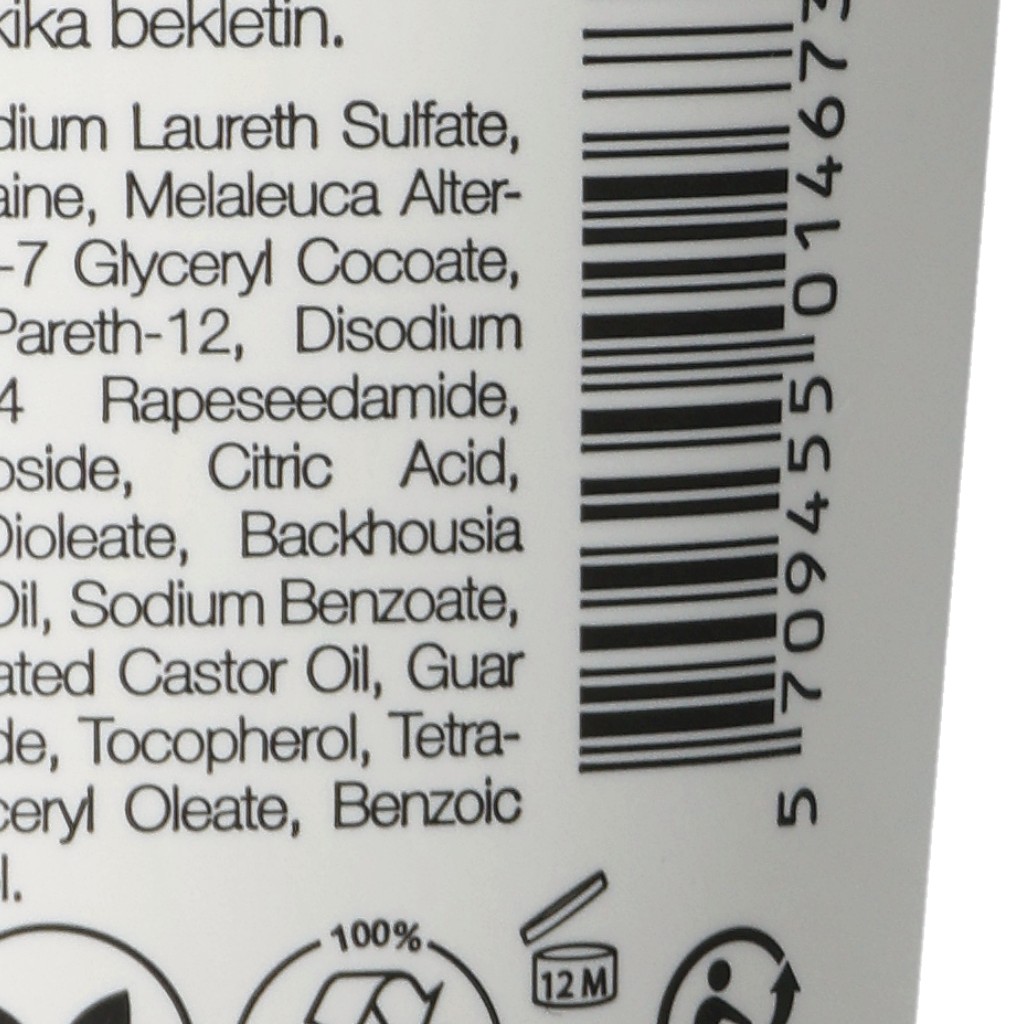 kika bekletin.
dium Laureth Sulfate,
aine, Melaleuca Alter-
-7 Glyceryl Cocoate,
Pareth-12, Disodium
4 Rapeseedamide,
oside, Citric Acid,
Dioleate, Backhousia
Oil, Sodium Benzoate,
ated Castor Oil, Guar
de, Tocopherol, Tetra-
ceryl Oleate, Benzoic
l.
5 709455 014673
100%
12 M